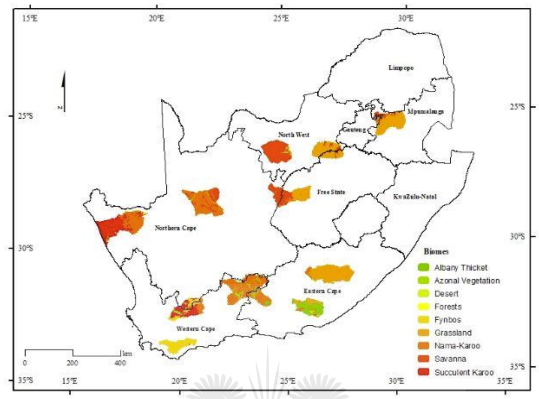 15°E 20°E 25°E 30°E
Limpopo
25°S 25°S
Mpumalanga
North West
Gauteng
Free State
KwaZulu-Natal
Northern Cape
30°S 30°S
Biomes
Albany Thicket
Azonal Vegetation
Desert
Forests
Fynbos
Grassland
Nama-Karoo
Savanna
Succulent Karoo
Eastern Cape
Western Cape
0 200 400 km
35°S 35°S
15°E 20°E 25°E 30°E